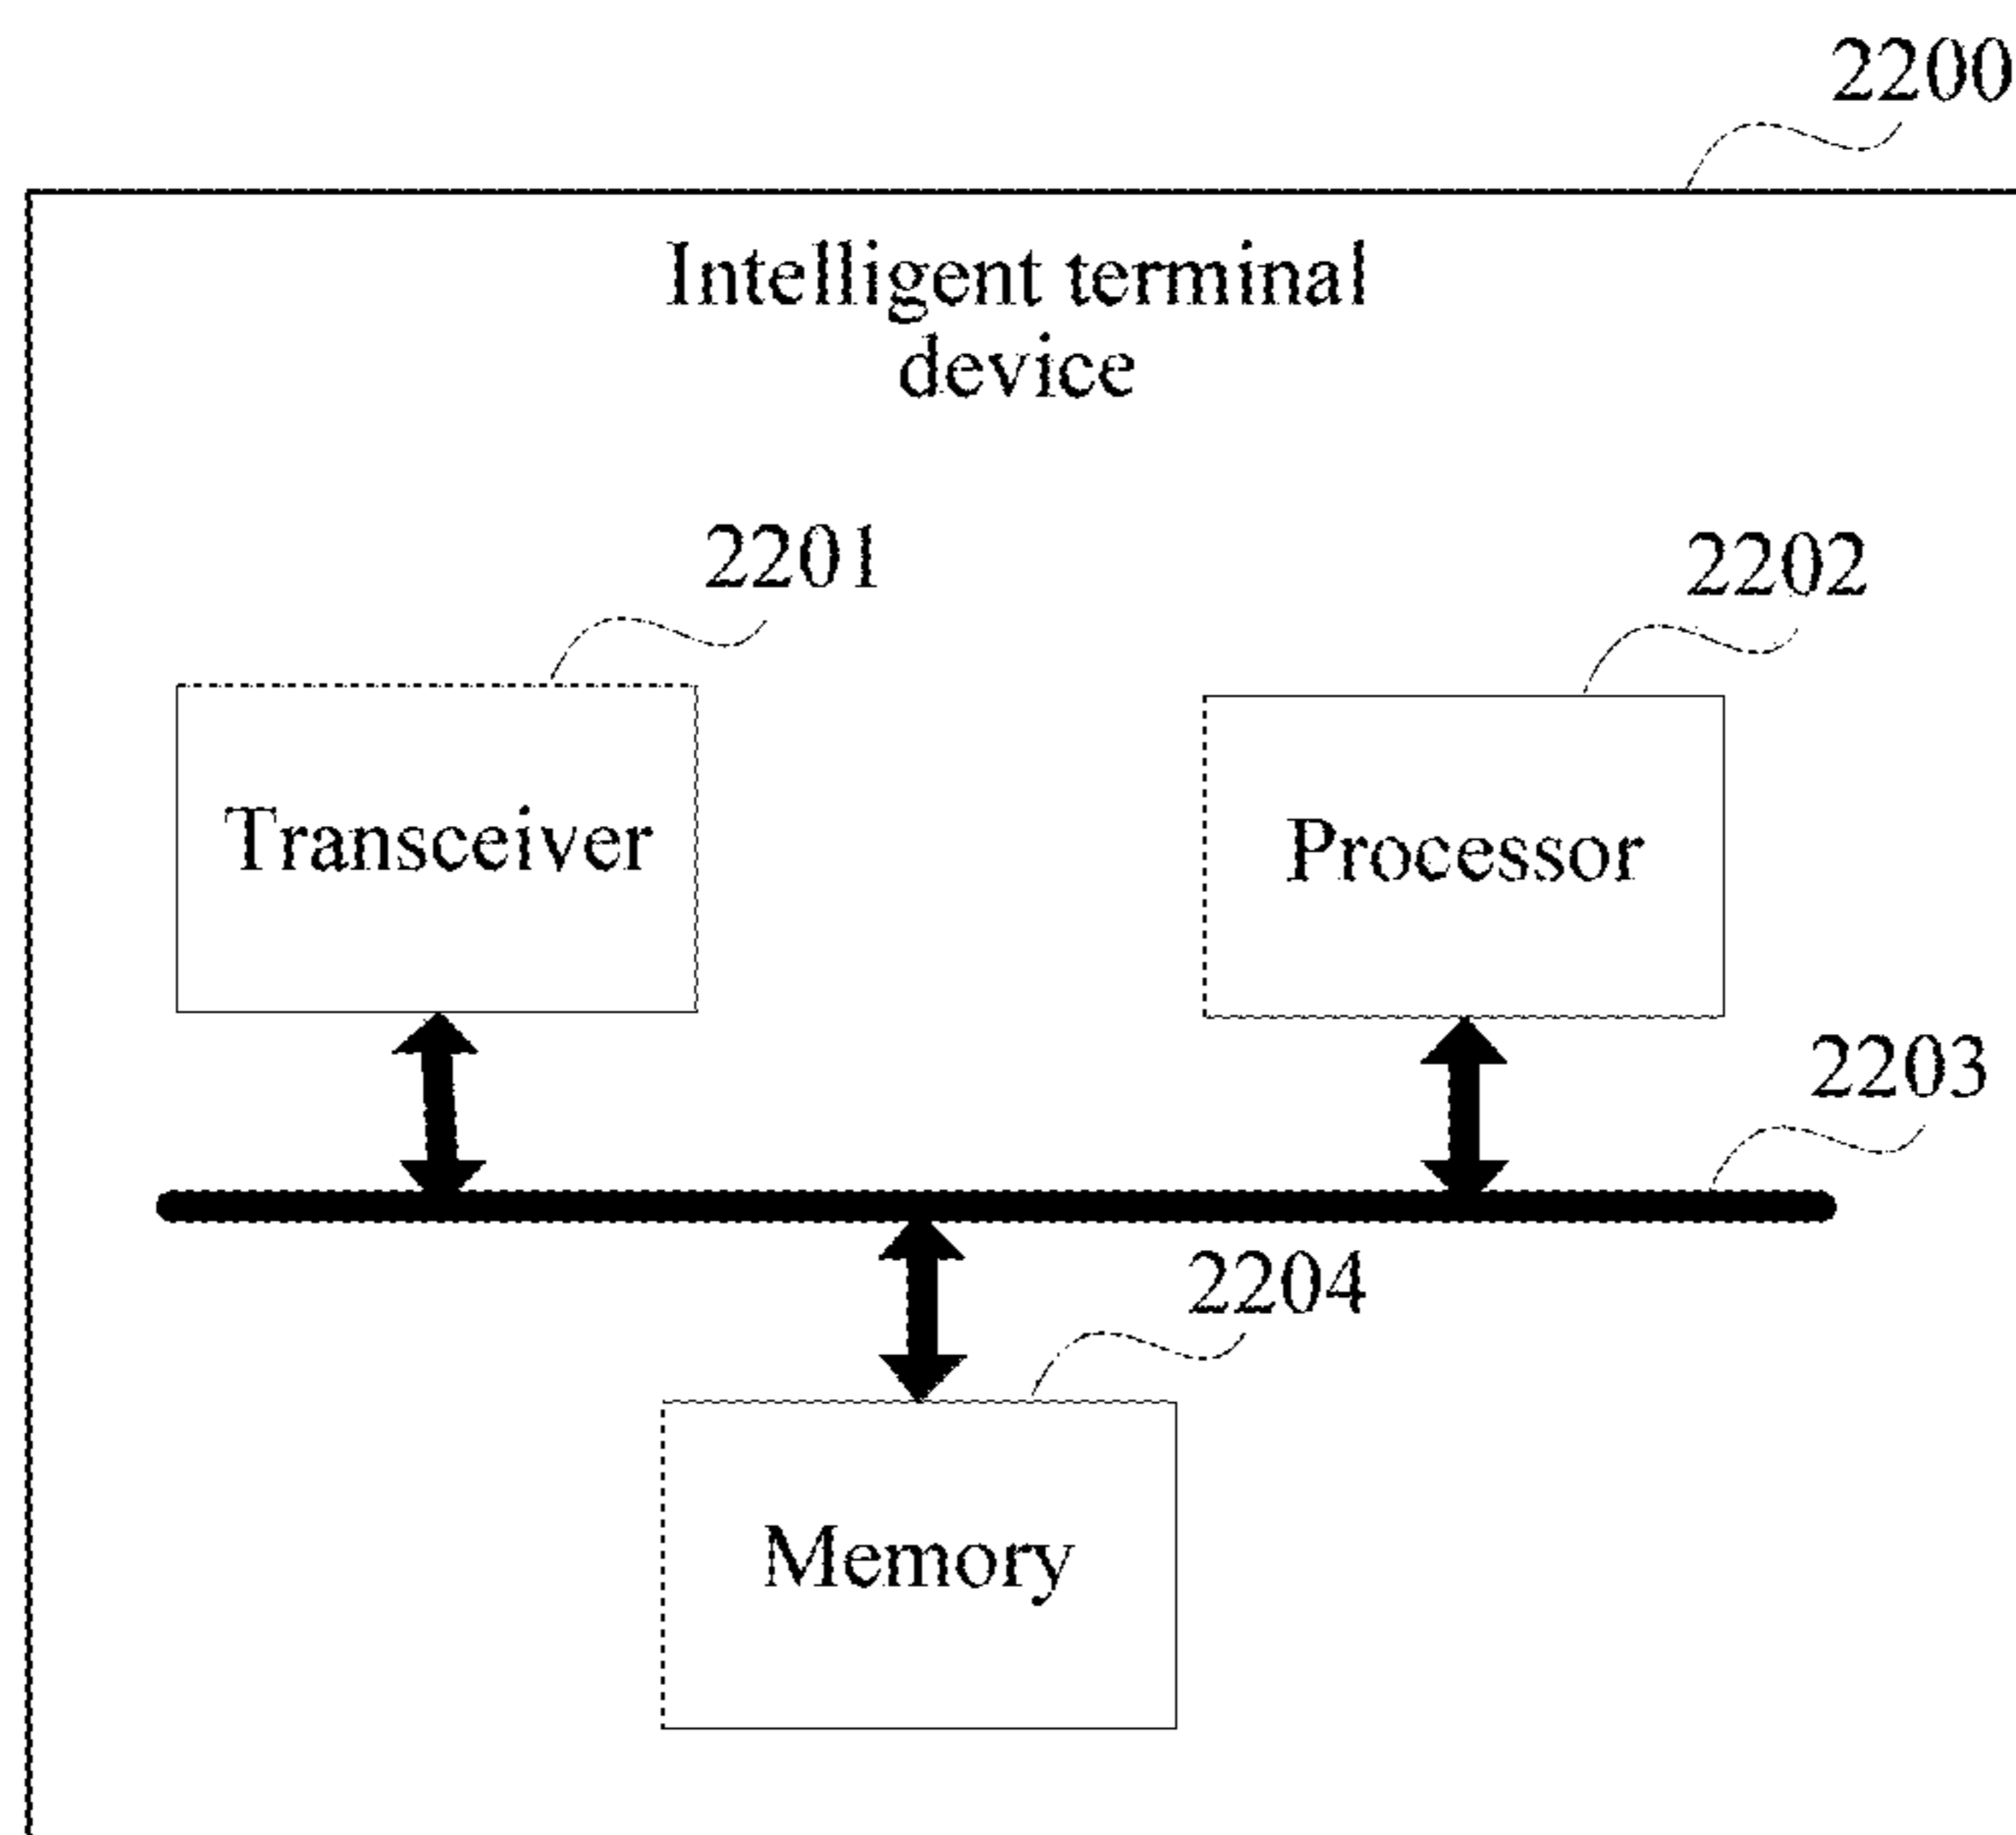 2200
Intelligent terminal
device
2201
2202
Transceiver
Processor
2203
2204
Memory